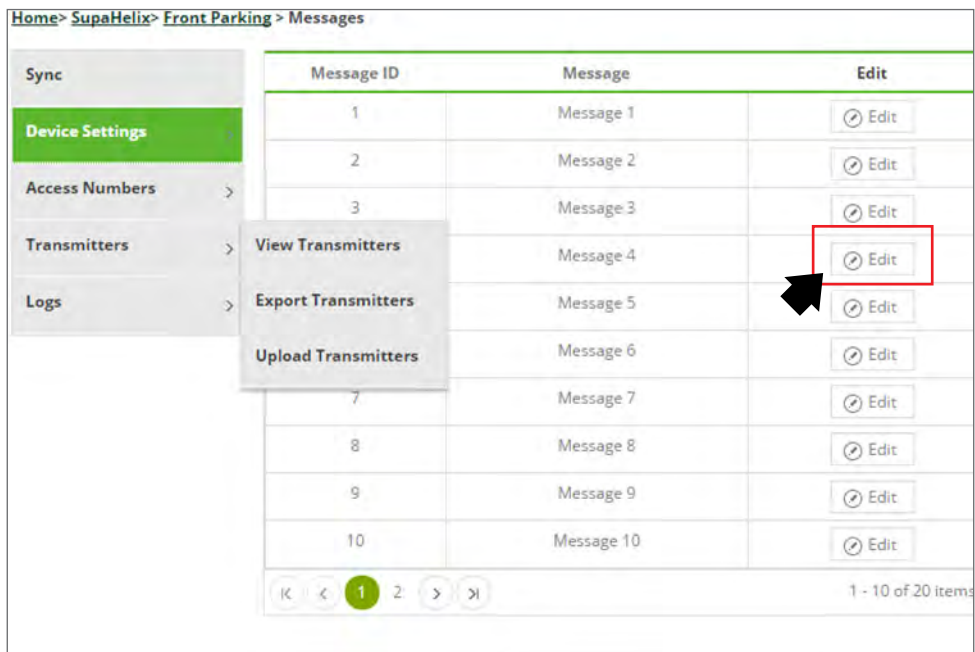 Home> SupaHelix> Front Parking > Messages
Sync
Device Settings
Access Numbers >
Transmitters >
Logs >
View Transmitters
Export Transmitters
Upload Transmitters
Message ID Message Edit
1 Message 1 Edit
2 Message 2 Edit
3 Message 3 Edit
Message 4 Edit
Message 5 Edit
Message 6 Edit
7 Message 7 Edit
8 Message 8 Edit
9 Message 9 Edit
10 Message 10 Edit
1 2 1 - 10 of 20 items